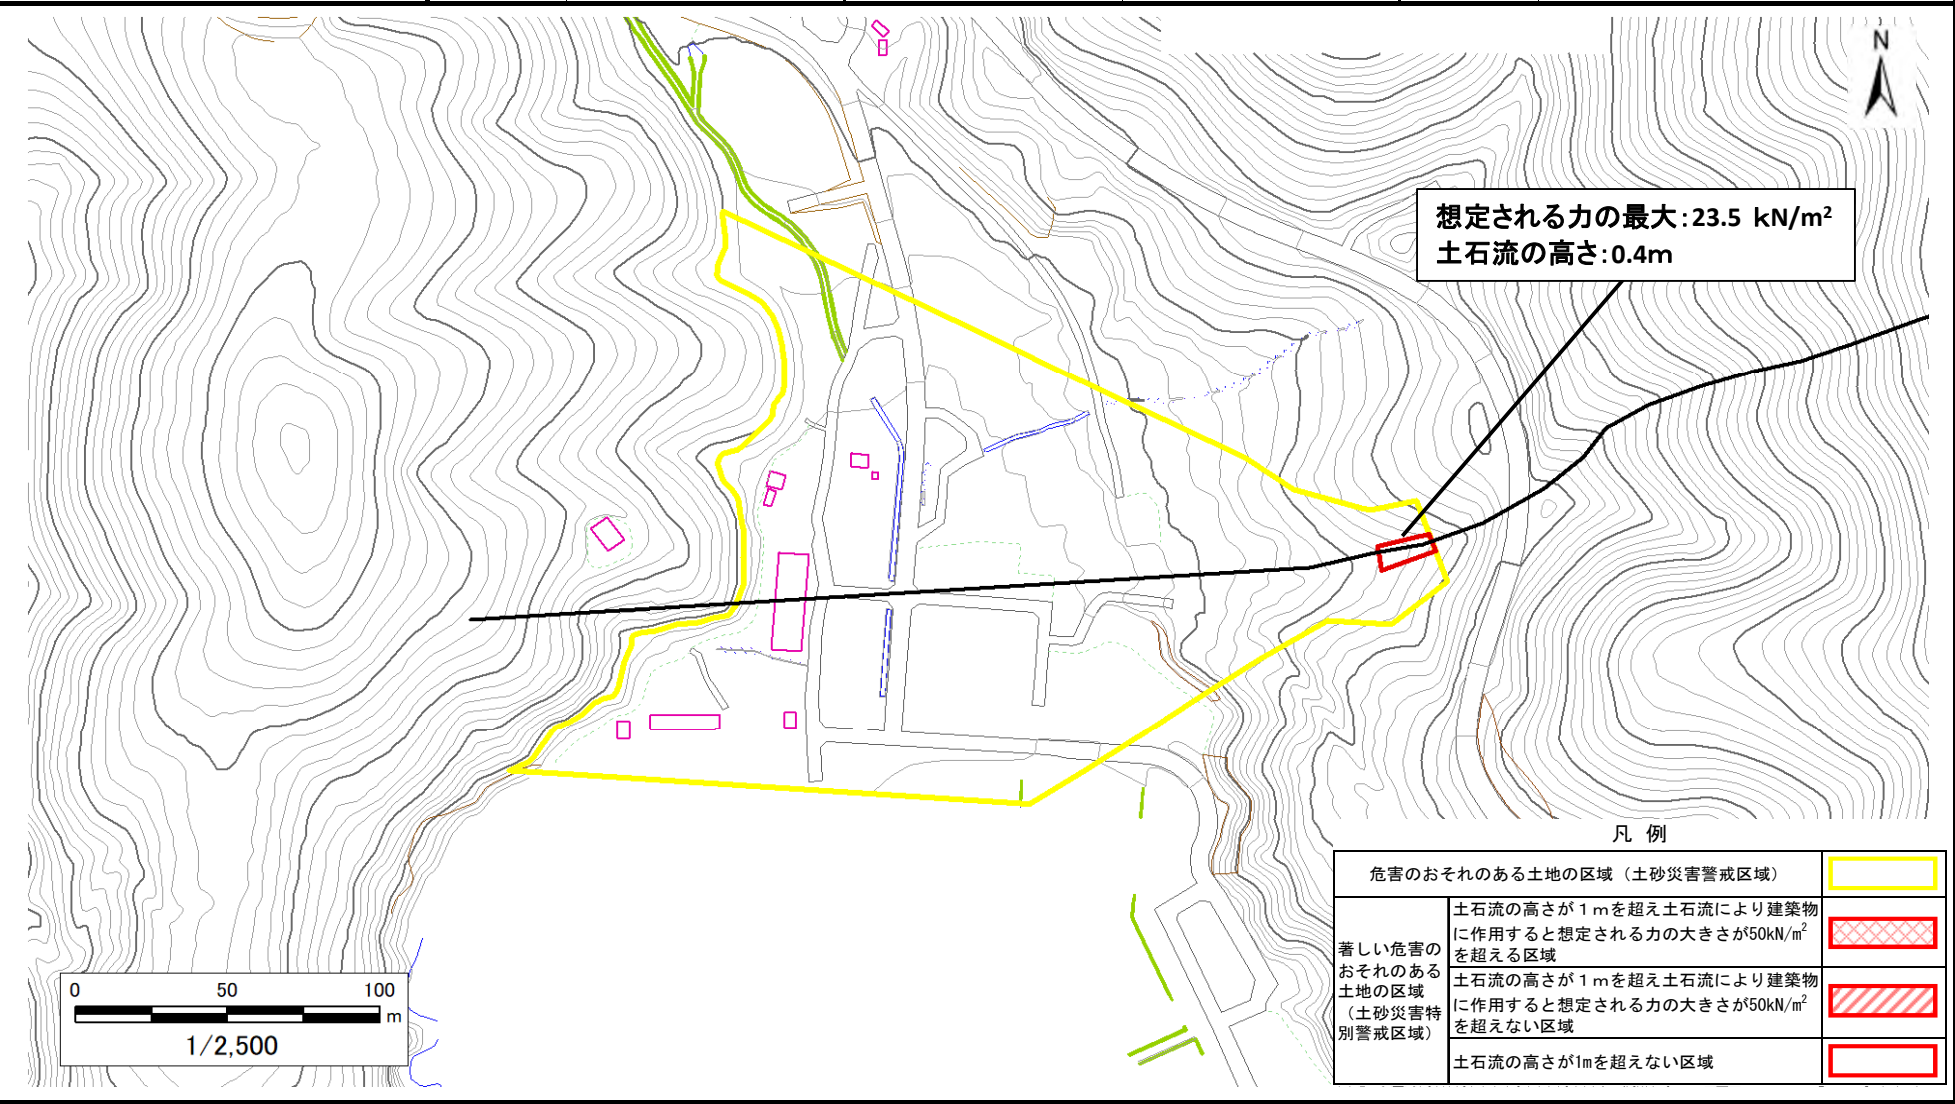 N
想定される力の最大：23.5 kN/m²
土石流の高さ：0.4m
凡 例
危害のおそれのある土地の区域（土砂災害警戒区域）
著しい危害の
おそれのある
土地の区域
（土砂災害特
別警戒区域）
土石流の高さが１ｍを超え土石流により建築物
に作用すると想定される力の大きさが50kN/㎡
を超える区域
土石流の高さが１ｍを超え土石流により建築物
に作用すると想定される力の大きさが50kN/㎡
を超えない区域
土石流の高さが1mを超えない区域
0 50 100
m
1/2,500